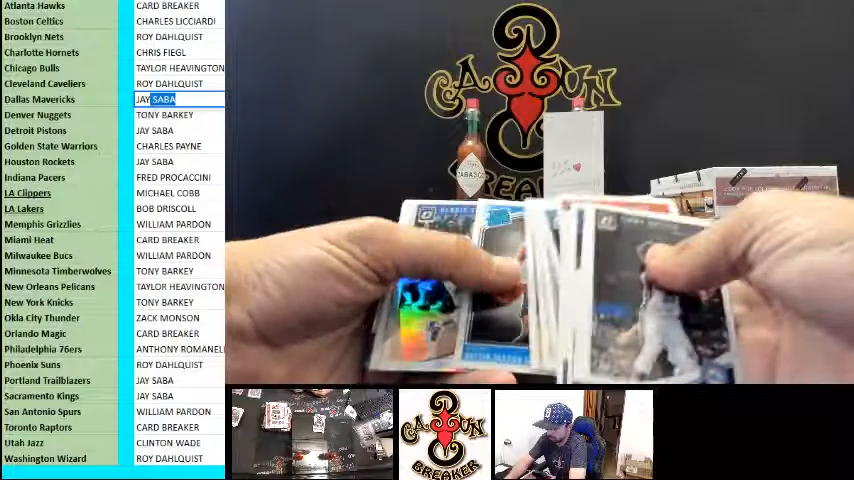 Atlanta Hawks CARD BREAKER
Boston Celtics CHARLES LICCIARDI
Brooklyn Nets ROY DAHLQUIST
Charlotte Hornets CHRIS FIEGL
Chicago Bulls TAYLOR HEAVINGTON
Cleveland Caveliers ROY DAHLQUIST
Dallas Mavericks JAY SABA
Denver Nuggets TONY BARKEY
Detroit Pistons JAY SABA
Golden State Warriors CHARLES PAYNE
Houston Rockets JAY SABA
Indiana Pacers FRED PROCACCINI
LA Clippers MICHAEL COBB
LA Lakers BOB DRISCOLL
Memphis Grizzlies WILLIAM PARDON
Miami Heat CARD BREAKER
Milwaukee Bucs WILLIAM PARDON
Minnesota Timberwolves TONY BARKEY
New Orleans Pelicans TAYLOR HEAVINGTON
New York Knicks TONY BARKEY
Okla City Thunder ZACK MONSON
Orlando Magic CARD BREAKER
Philadelphia 76ers ANTHONY ROMANEL
Phoenix Suns ROY DAHLQUIST
Portland Trailblazers JAY SABA
Sacramento Kings JAY SABA
San Antonio Spurs WILLIAM PARDON
Toronto Raptors CARD BREAKER
Utah Jazz CLINTON WADE
Washington Wizard ROY DAHLQUIST
CAJUN
BREAKER
TABASCO
CAJUN
BREAKER